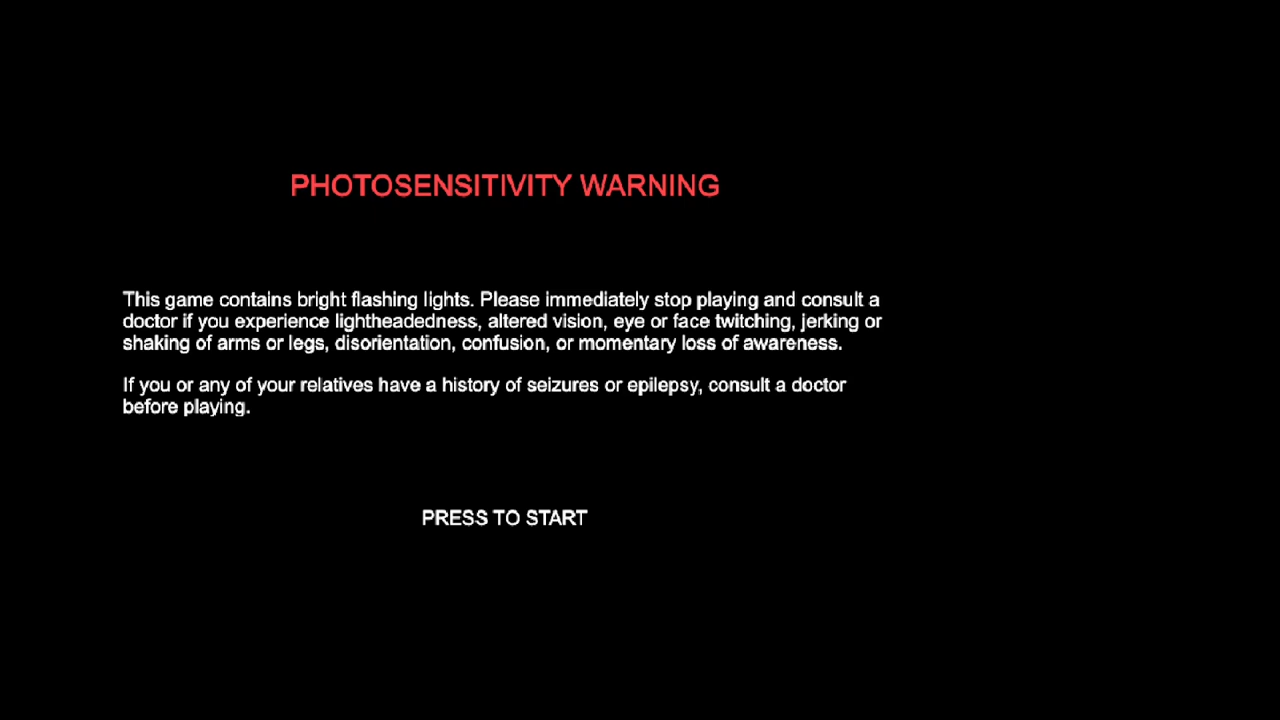 PHOTOSENSITIVITY WARNING
This game contains bright flashing lights. Please immediately stop playing and consult a
doctor if you experience lightheadedness, altered vision, eye or face twitching, jerking or
shaking of arms or legs, disorientation, confusion, or momentary loss of awareness.
If you or any of your relatives have a history of seizures or epilepsy, consult a doctor
before playing.
PRESS TO START